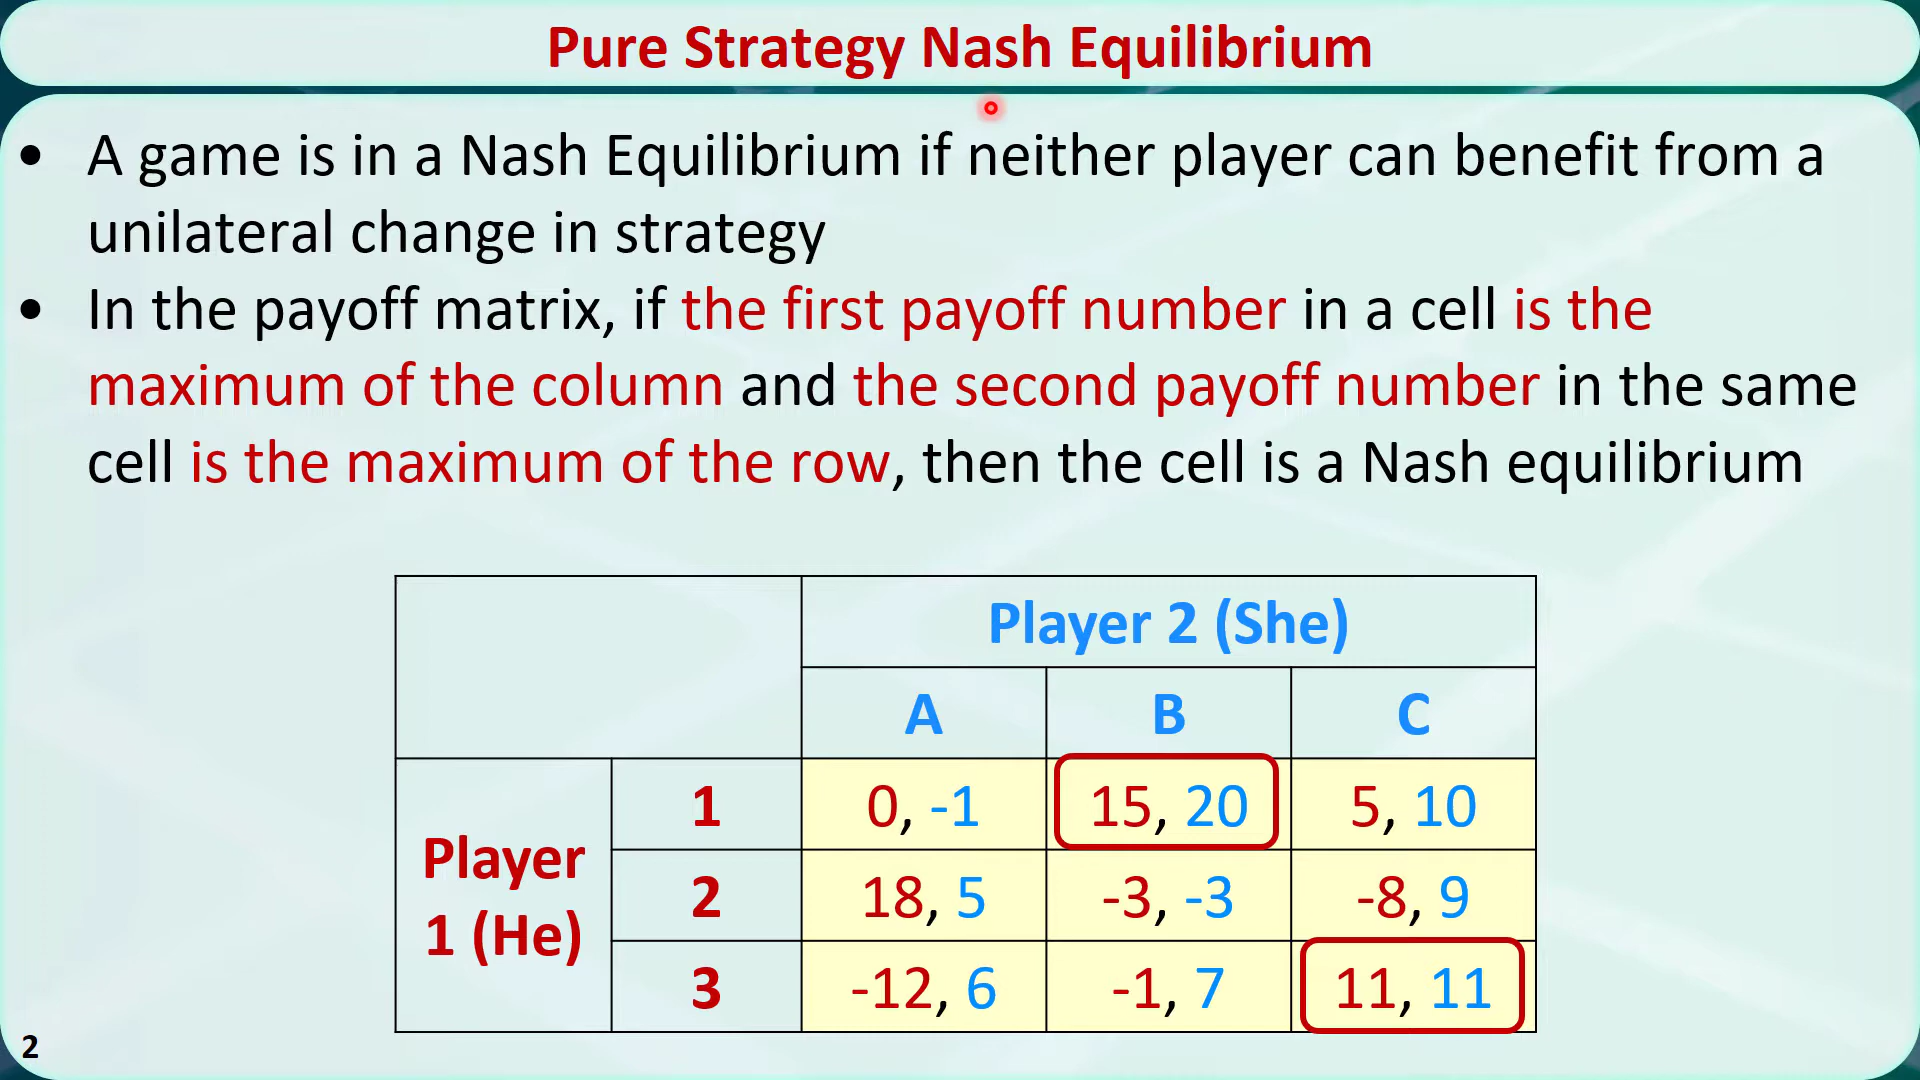 Pure Strategy Nash Equilibrium
• A game is in a Nash Equilibrium if neither player can benefit from a
unilateral change in strategy
• In the payoff matrix, if the first payoff number in a cell is the
maximum of the column and the second payoff number in the same
cell is the maximum of the row, then the cell is a Nash equilibrium
Player 2 (She)
A B C
Player 1 (He)
1 0, -1 15, 20 5, 10
2 18, 5 -3, -3 -8, 9
3 -12, 6 -1, 7 11, 11
2